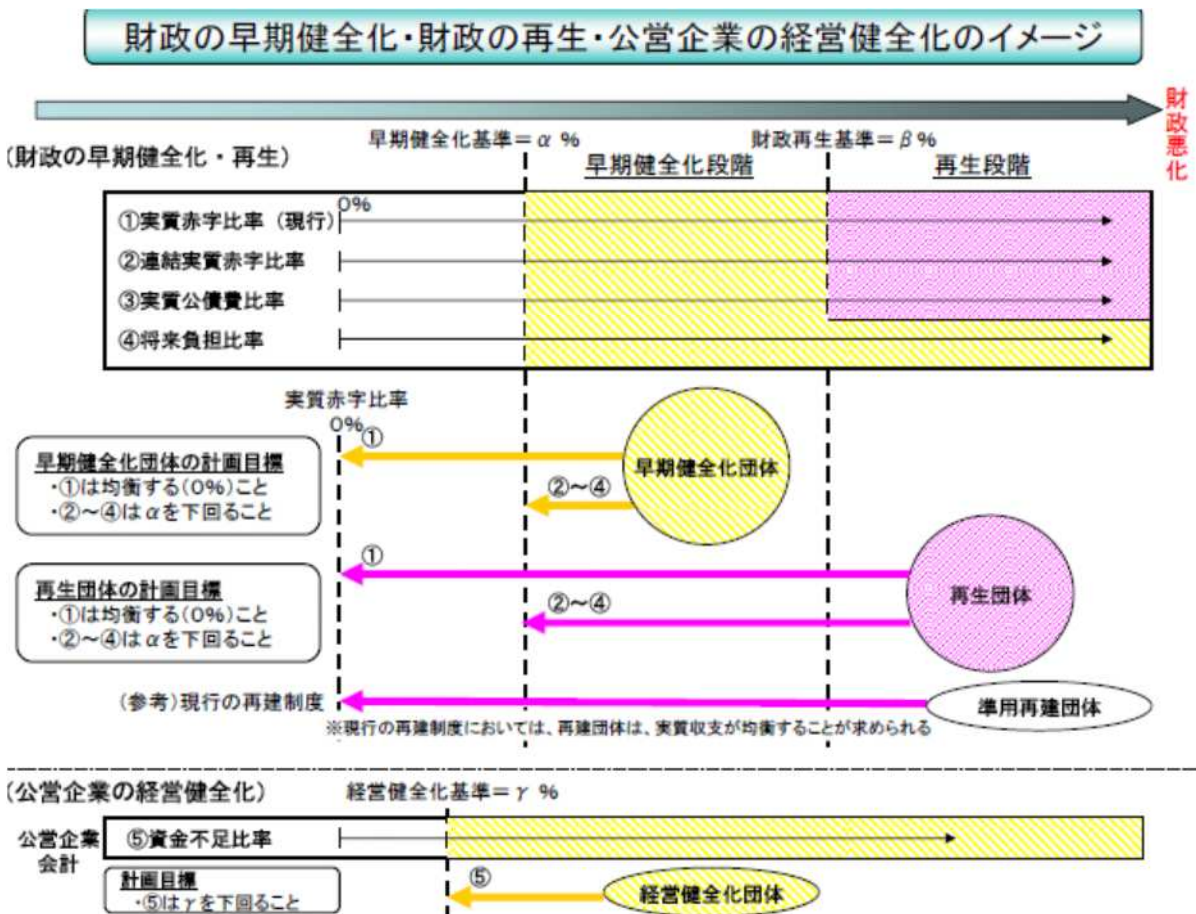 財政の早期健全化・財政の再生・公営企業の経営健全化のイメージ
財政悪化
早期健全化基準＝α％
財政再生基準＝β％
(財政の早期健全化・再生)
早期健全化段階
再生段階
0%
①実質赤字比率（現行）
②連結実質赤字比率
③実質公債費比率
④将来負担比率
実質赤字比率
0%
①
早期健全化団体の計画目標
・①は均衡する(0%)こと
・②～④はαを下回ること
②～④
早期健全化団体
①
再生団体の計画目標
・①は均衡する(0%)こと
・②～④はαを下回ること
②～④
再生団体
(参考)現行の再建制度
準用再建団体
※現行の再建制度においては、再建団体は、実質収支が均衡することが求められる
(公営企業の経営健全化)
経営健全化基準＝γ％
公営企業
会計
⑤資金不足比率
計画目標
・⑤はγを下回ること
⑤
経営健全化団体